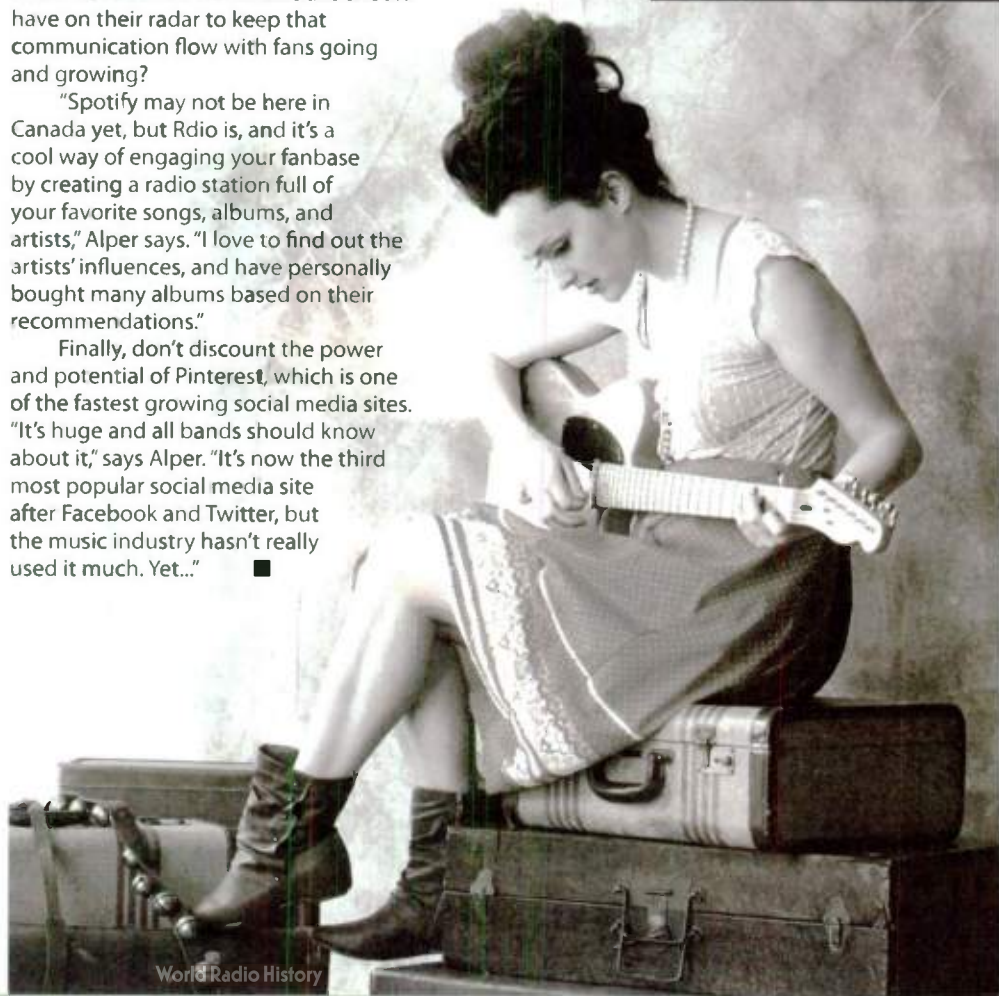 have on their radar to keep that
communication flow with fans going
and growing?
"Spotify may not be here in
Canada yet, but Rdio is, and it's a
cool way of engaging your fanbase
by creating a radio station full of
your favorite songs, albums, and
artists," Alper says. "I love to find out the
artists' influences, and have personally
bought many albums based on their
recommendations."
Finally, don't discount the power
and potential of Pinterest, which is one
of the fastest growing social media sites.
"It's huge and all bands should know
about it," says Alper. "It's now the third
most popular social media site
after Facebook and Twitter, but
the music industry hasn't really
used it much. Yet..."
World Radio History